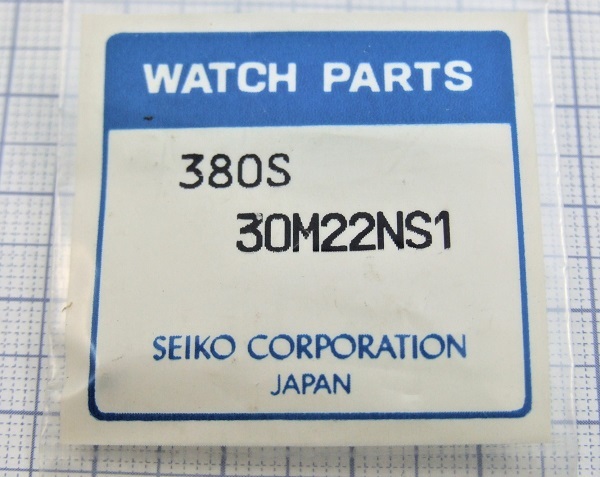 WATCH PARTS
380S
30M22NS1
SEIKO CORPORATION
JAPAN